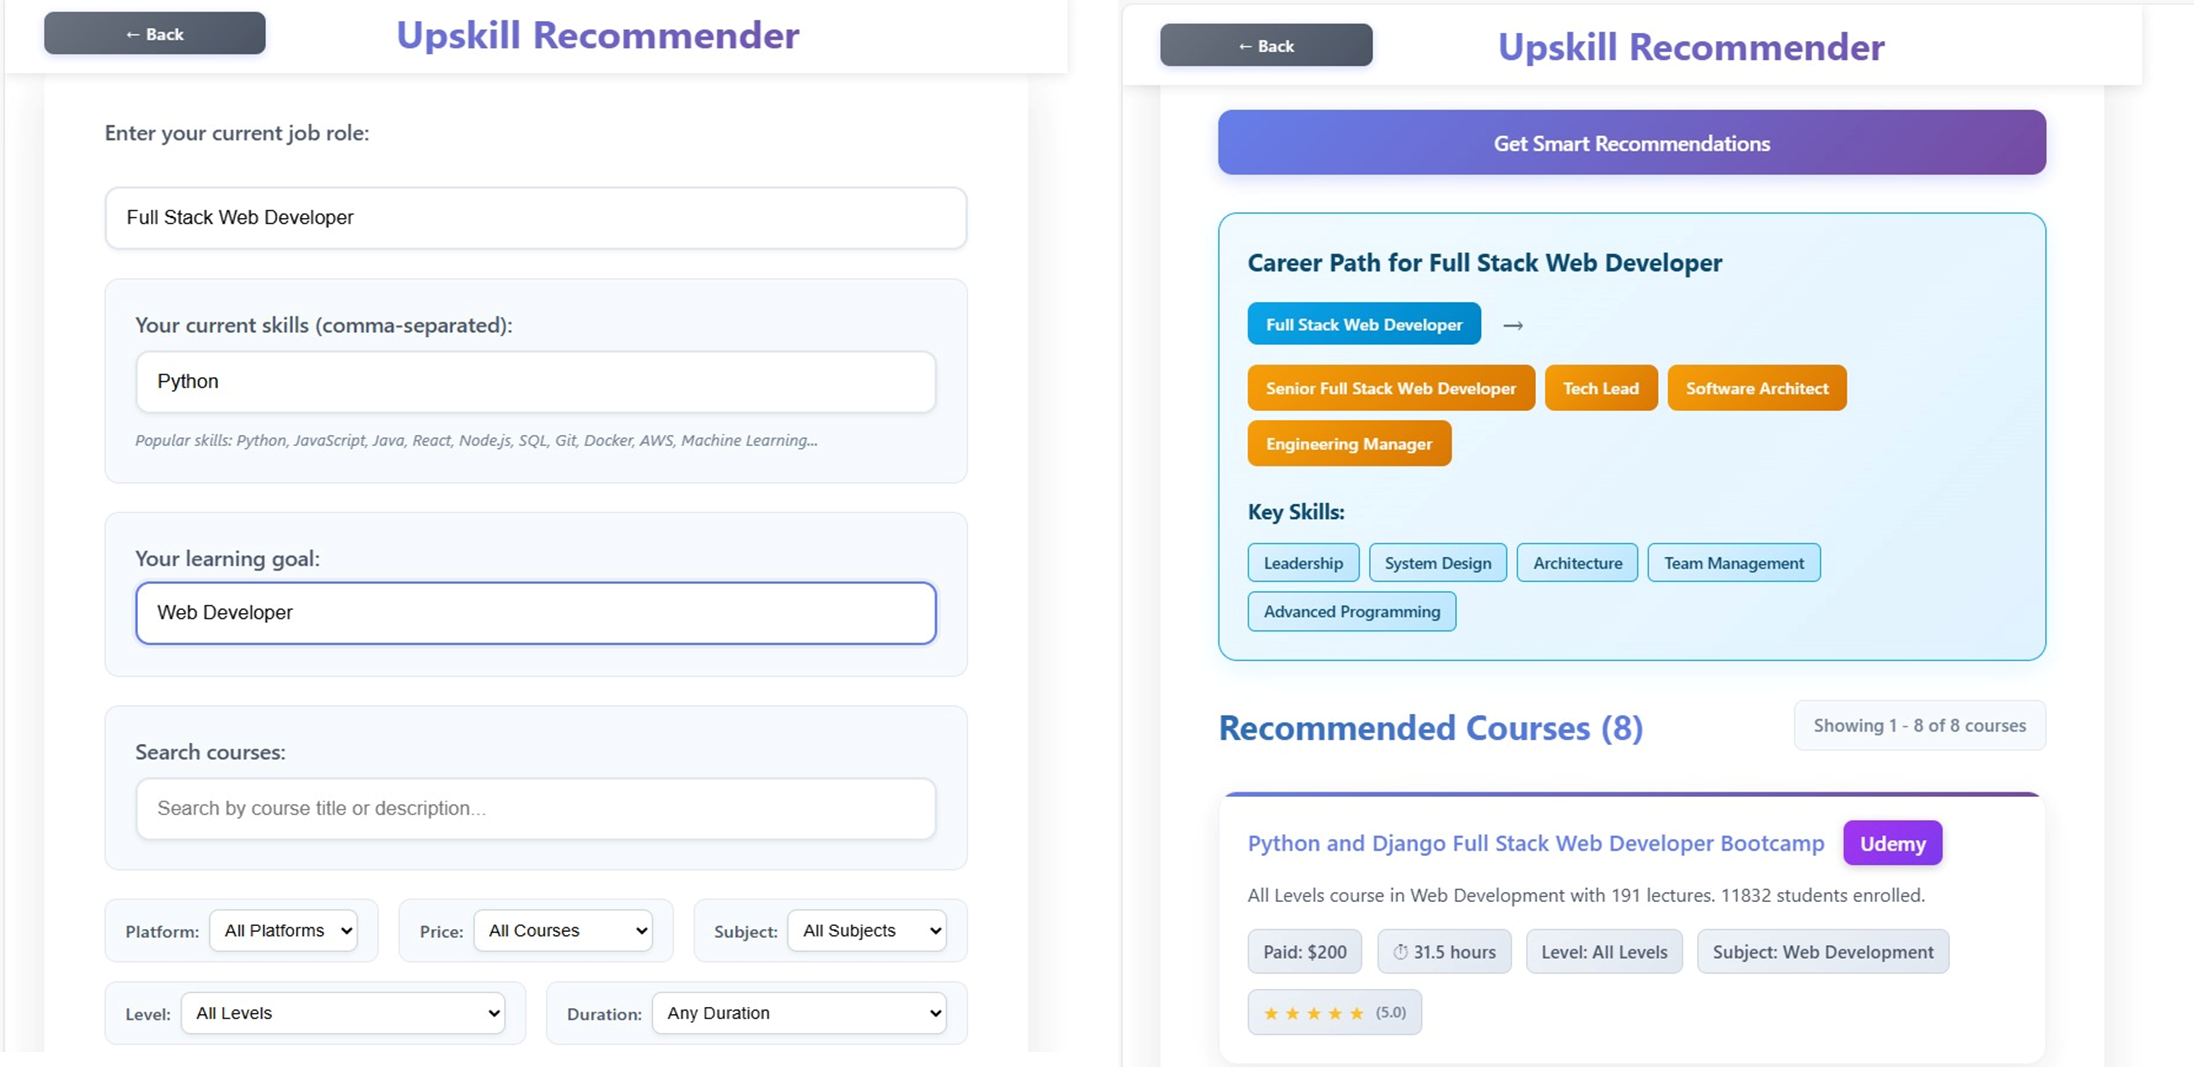 ← Back
Upskill Recommender
Enter your current job role:
Full Stack Web Developer
Your current skills (comma-separated):
Python
Popular skills: Python, JavaScript, Java, React, Node.js, SQL, Git, Docker, AWS, Machine Learning...
Your learning goal:
Web Developer
Search courses:
Search by course title or description...
Platform: All Platforms Price: All Courses Subject: All Subjects
Level: All Levels Duration: Any Duration
← Back
Upskill Recommender
Get Smart Recommendations
Career Path for Full Stack Web Developer
Full Stack Web Developer →
Senior Full Stack Web Developer Tech Lead Software Architect
Engineering Manager
Key Skills:
Leadership System Design Architecture Team Management
Advanced Programming
Recommended Courses (8)
Showing 1 - 8 of 8 courses
Python and Django Full Stack Web Developer Bootcamp Udemy
All Levels course in Web Development with 191 lectures. 11832 students enrolled.
Paid: $200 ⏱ 31.5 hours Level: All Levels Subject: Web Development
★ ★ ★ ★ ★ (5.0)